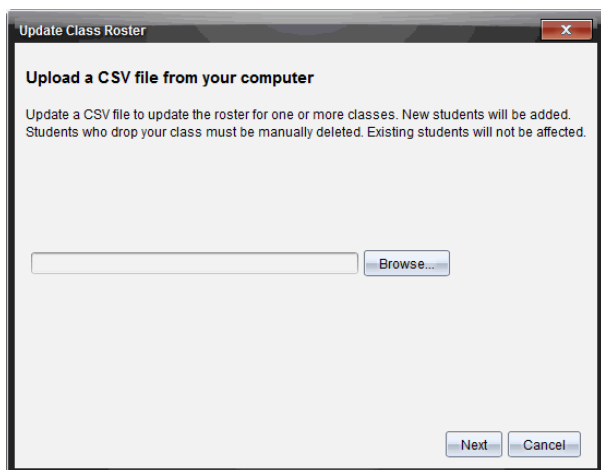 Update Class Roster
Upload a CSV file from your computer
Update a CSV file to update the roster for one or more classes. New students will be added.
Students who drop your class must be manually deleted. Existing students will not be affected.
Browse...
Next Cancel